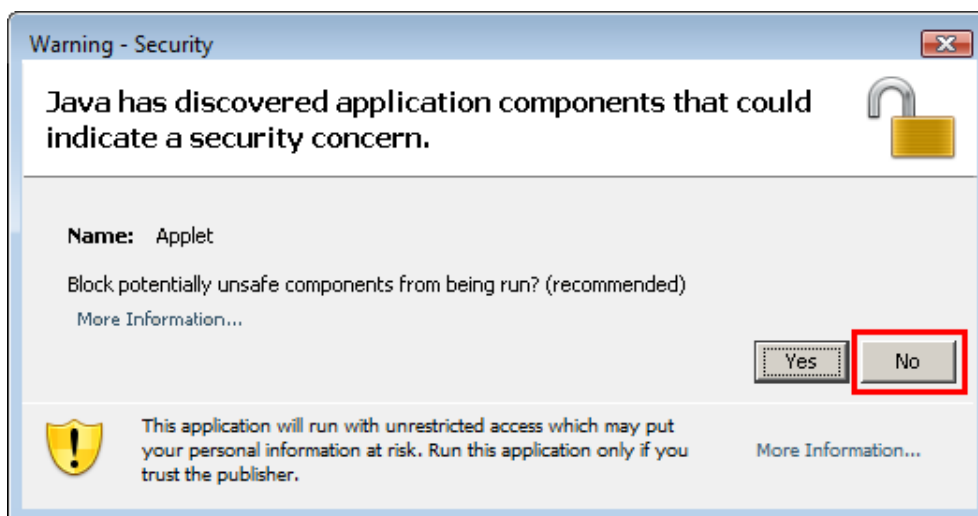 Warning - Security
Java has discovered application components that could
indicate a security concern.
Name: Applet
Block potentially unsafe components from being run? (recommended)
More Information...
Yes No
This application will run with unrestricted access which may put
your personal information at risk. Run this application only if you
trust the publisher.
More Information...